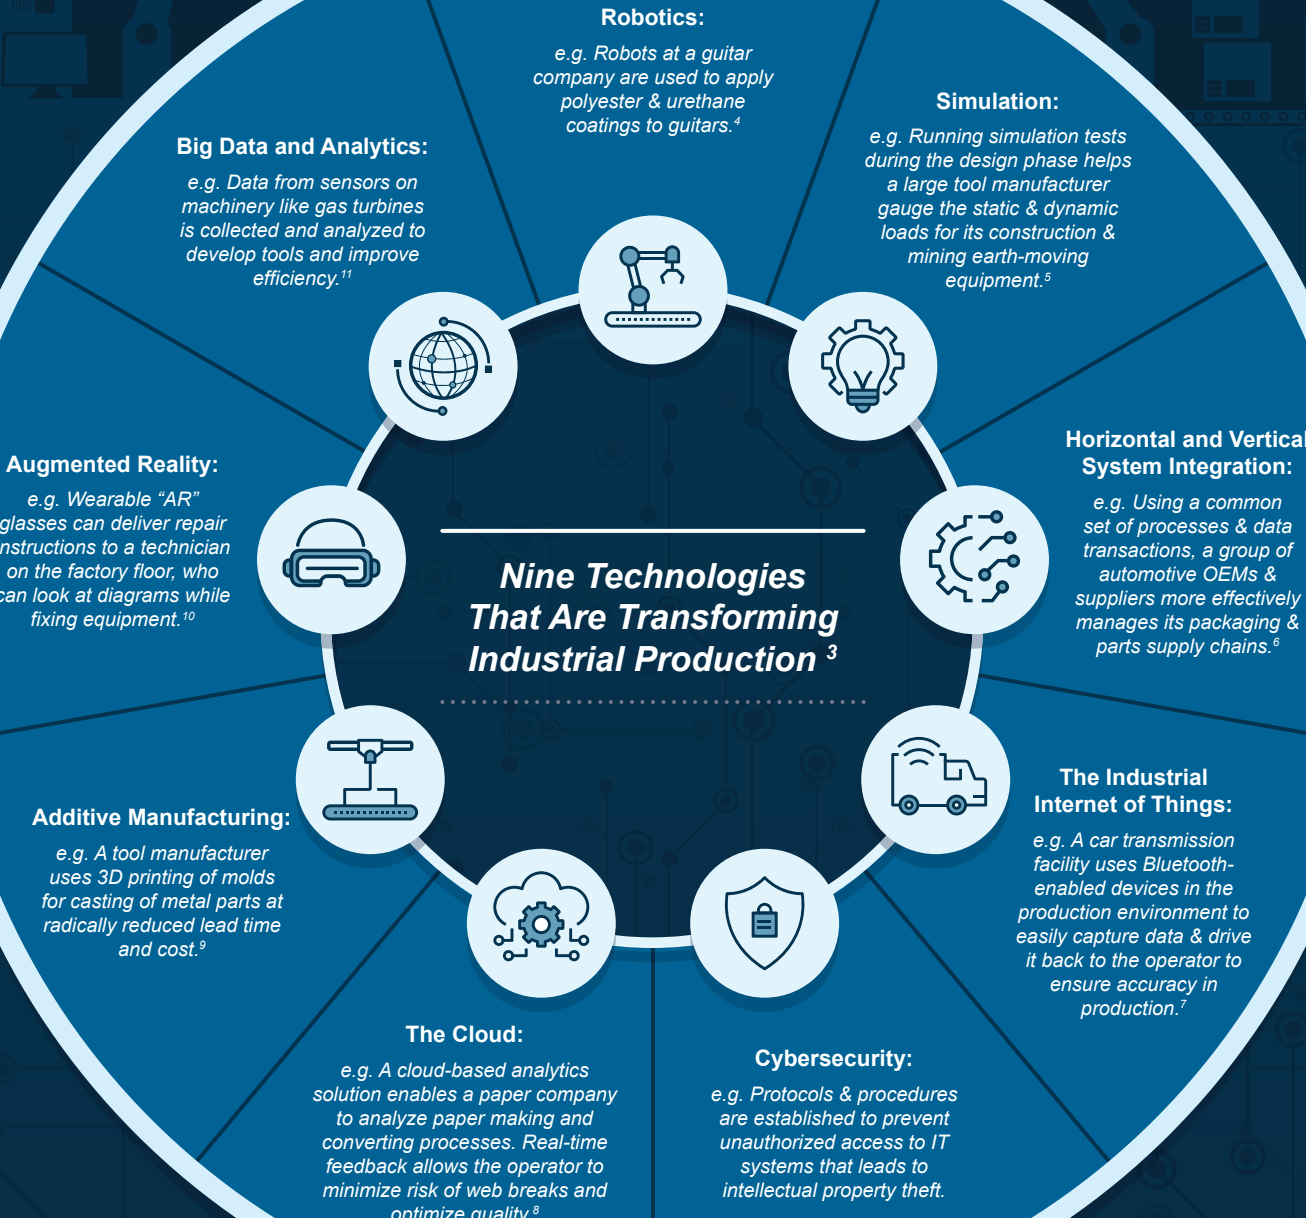 Robotics:
e.g. Robots at a guitar
company are used to apply
polyester & urethane
coatings to guitars.4
Simulation:
e.g. Running simulation tests
during the design phase helps
a large tool manufacturer
gauge the static & dynamic
loads for its construction &
mining earth-moving
equipment.5
Horizontal and Vertical
System Integration:
e.g. Using a common
set of processes & data
transactions, a group of
automotive OEMs &
suppliers more effectively
manages its packaging &
parts supply chains.6
The Industrial
Internet of Things:
e.g. A car transmission
facility uses Bluetooth-
enabled devices in the
production environment to
easily capture data & drive
it back to the operator to
ensure accuracy in
production.7
Cybersecurity:
e.g. Protocols & procedures
are established to prevent
unauthorized access to IT
systems that leads to
intellectual property theft.
The Cloud:
e.g. A cloud-based analytics
solution enables a paper company
to analyze paper making and
converting processes. Real-time
feedback allows the operator to
minimize risk of web breaks and
optimize quality.8
Additive Manufacturing:
e.g. A tool manufacturer
uses 3D printing of molds
for casting of metal parts at
radically reduced lead time
and cost.9
Augmented Reality:
e.g. Wearable “AR”
glasses can deliver repair
nstructions to a technician
on the factory floor, who
can look at diagrams while
fixing equipment.10
Big Data and Analytics:
e.g. Data from sensors on
machinery like gas turbines
is collected and analyzed to
develop tools and improve
efficiency.11
Nine Technologies
That Are Transforming
Industrial Production 3